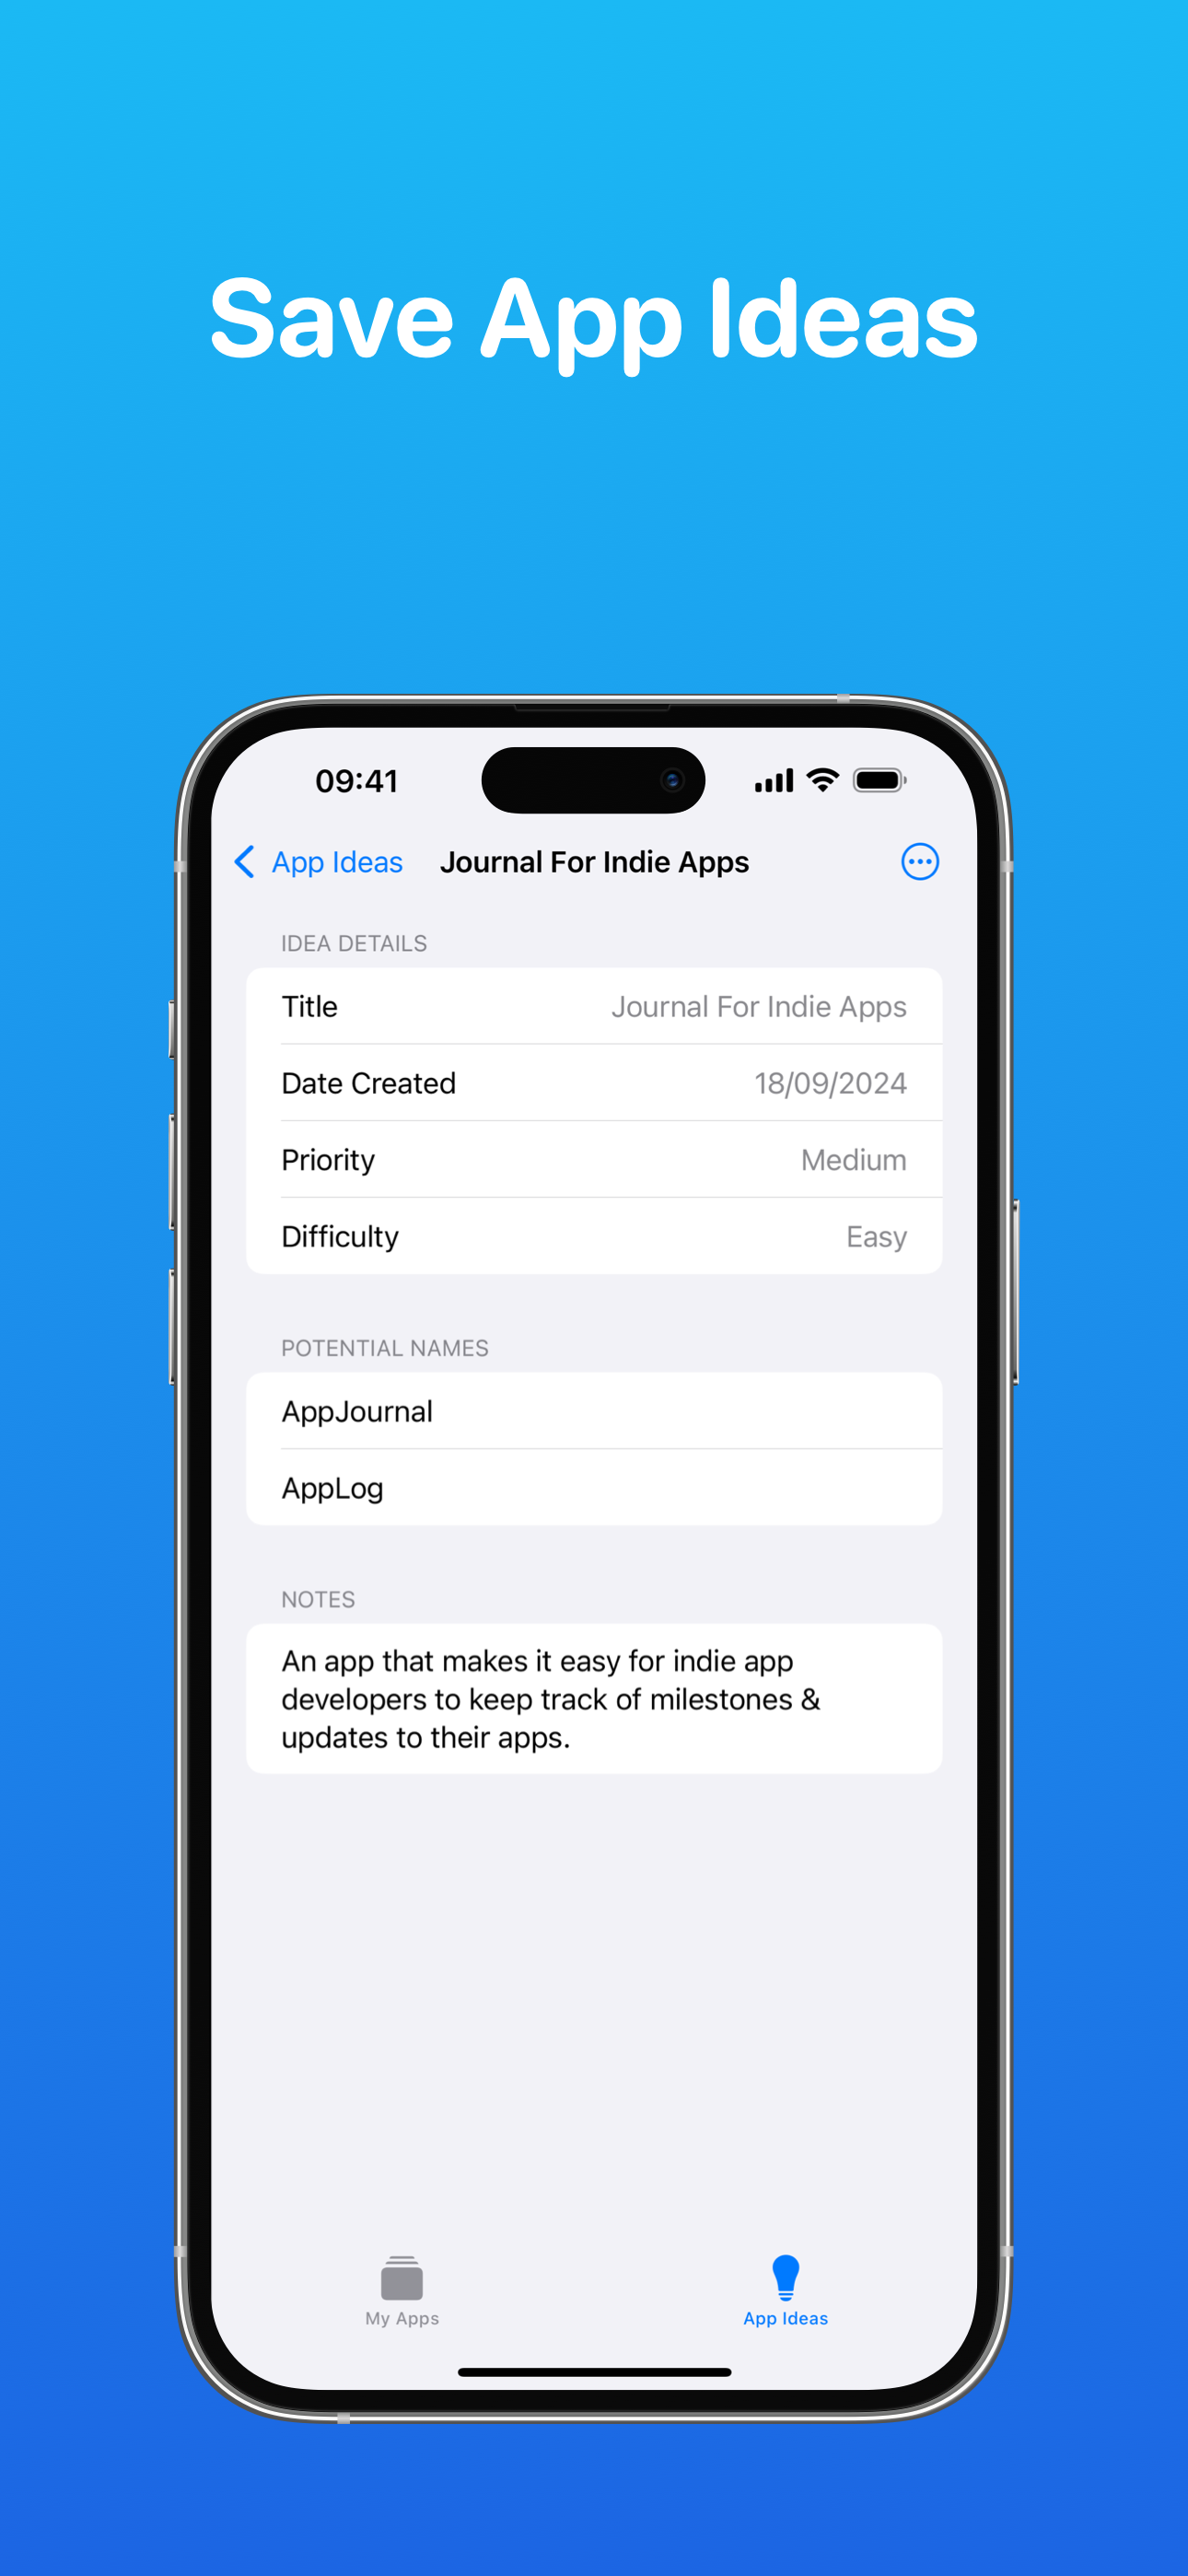 Save App Ideas
09:41
App Ideas
Journal For Indie Apps
IDEA DETAILS
Title
Journal For Indie Apps
Date Created
18/09/2024
Priority
Medium
Difficulty
Easy
POTENTIAL NAMES
AppJournal
AppLog
NOTES
An app that makes it easy for indie app
developers to keep track of milestones &
updates to their apps.
My Apps
App Ideas